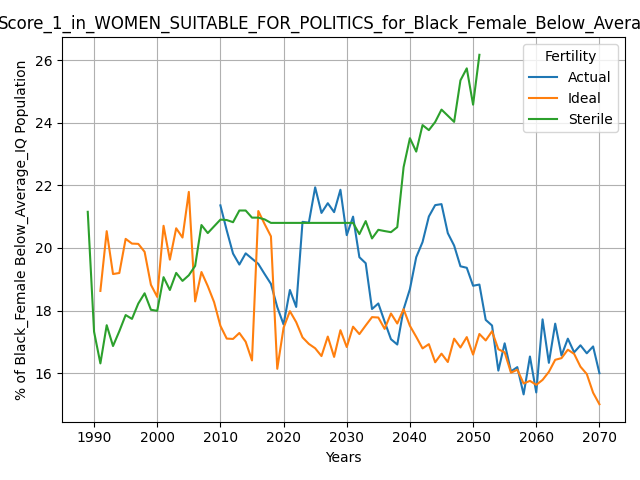 Score_1_in_WOMEN_SUITABLE_FOR_POLITICS_for_Black_Female_Below_Avera
% of Black_Female Below_Average_IQ Population
26
24
22
20
18
16
Fertility
Actual
Ideal
Sterile
1990 2000 2010 2020 2030 2040 2050 2060 2070
Years